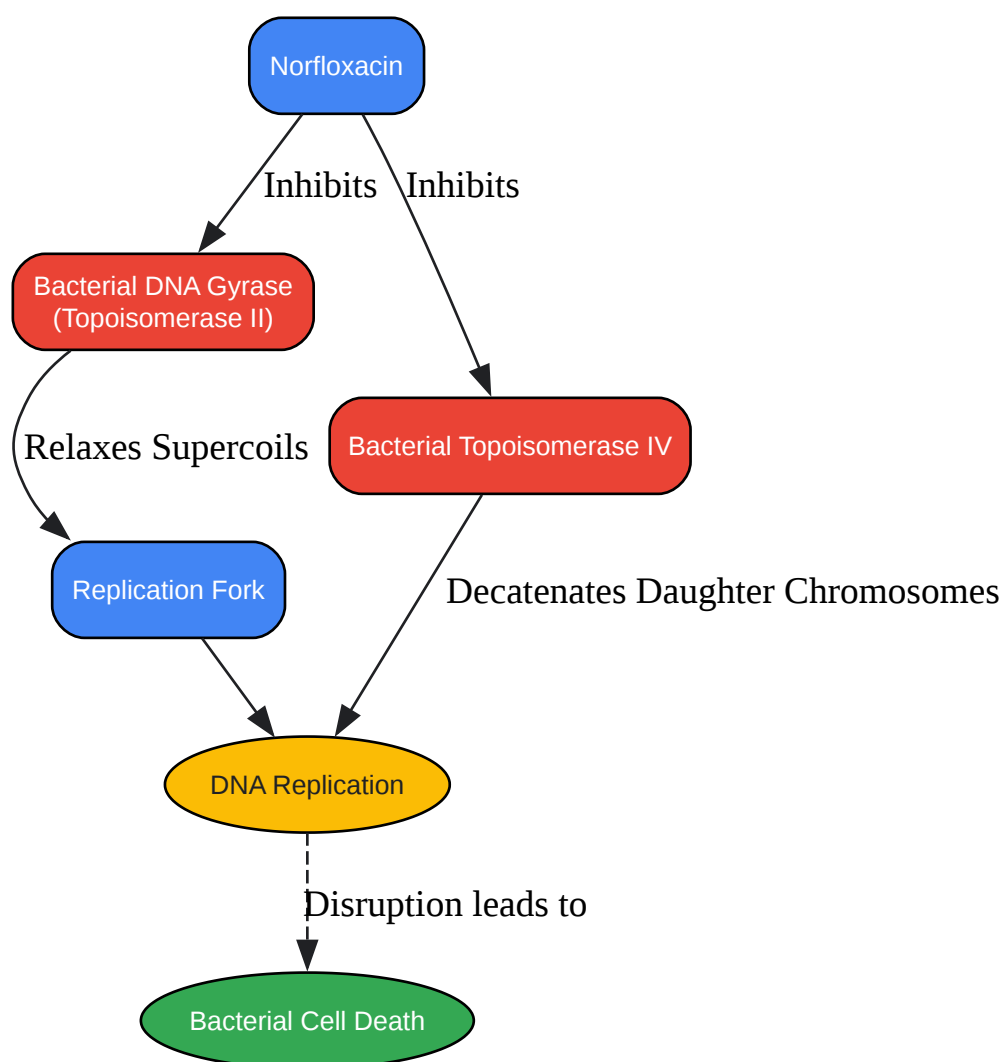 Norfloxacin
Inhibits
Inhibits
Bacterial DNA Gyrase
(Topoisomerase II)
Relaxes Supercoils
Bacterial Topoisomerase IV
Replication Fork
Decatenates Daughter Chromosomes
DNA Replication
Disruption leads to
Bacterial Cell Death